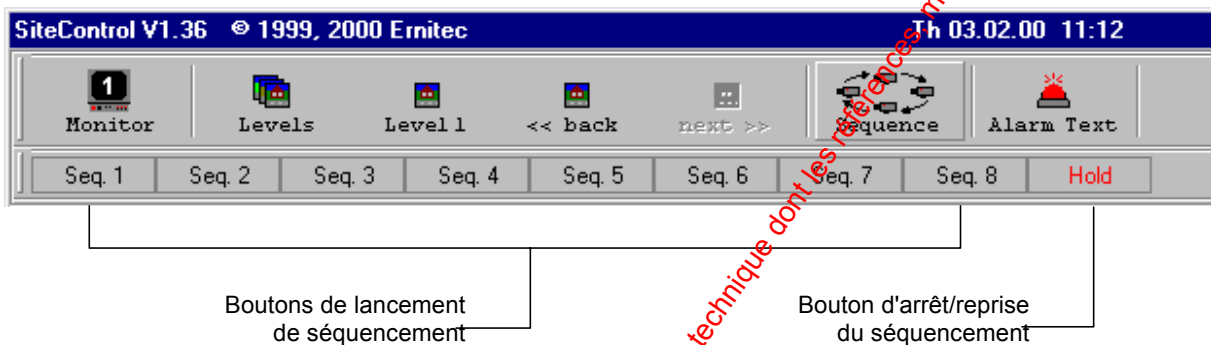 SiteControl V1.36 © 1999, 2000 Ernitec Th 03.02.00 11:12
1
Monitor Levels Level 1 << back next >> Sequence Alarm Text
Seq. 1 Seq. 2 Seq. 3 Seq. 4 Seq. 5 Seq. 6 Seq. 7 Seq. 8 Hold
Boutons de lancement
de séquencement
Bouton d'arrêt/reprise
du séquencement
technique dont les références, m